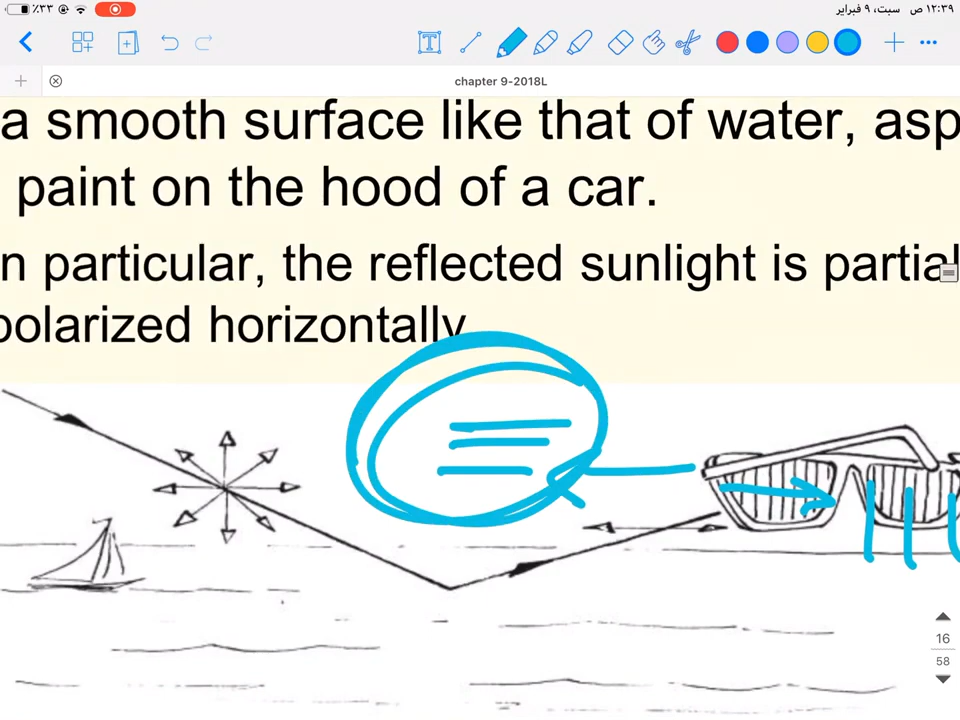 ١٢:٣٩ ص سبت، ٩ فبراير
٪٣٣
chapter 9-2018L
a smooth surface like that of water, asp
paint on the hood of a car.
n particular, the reflected sunlight is partial
polarized horizontally
16
58